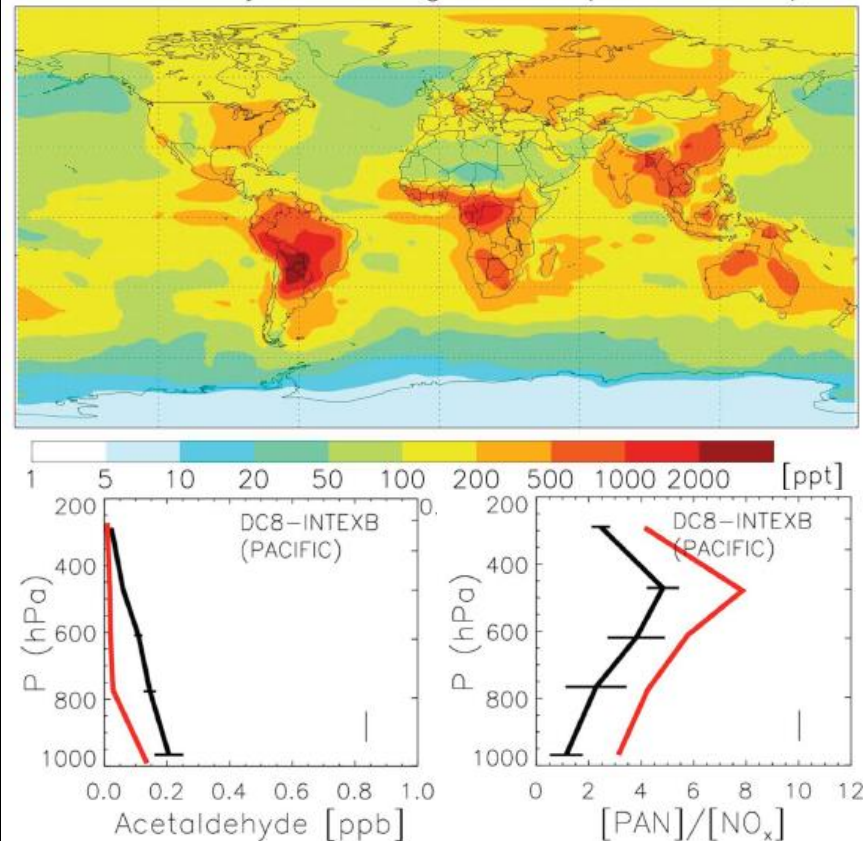 1 5 10 20 50 100 200 500 1000 2000 [ppt]
0.
DC8-INTEXB
(PACIFIC)
P (hPa)
200
400
600
800
1000
0.0 0.2 0.4 0.6 0.8 1.0
Acetaldehyde [ppb]
DC8-INTEXB
(PACIFIC)
P (hPa)
200
400
600
800
1000
0 2 4 6 8 10 12
[PAN]/[NOx]